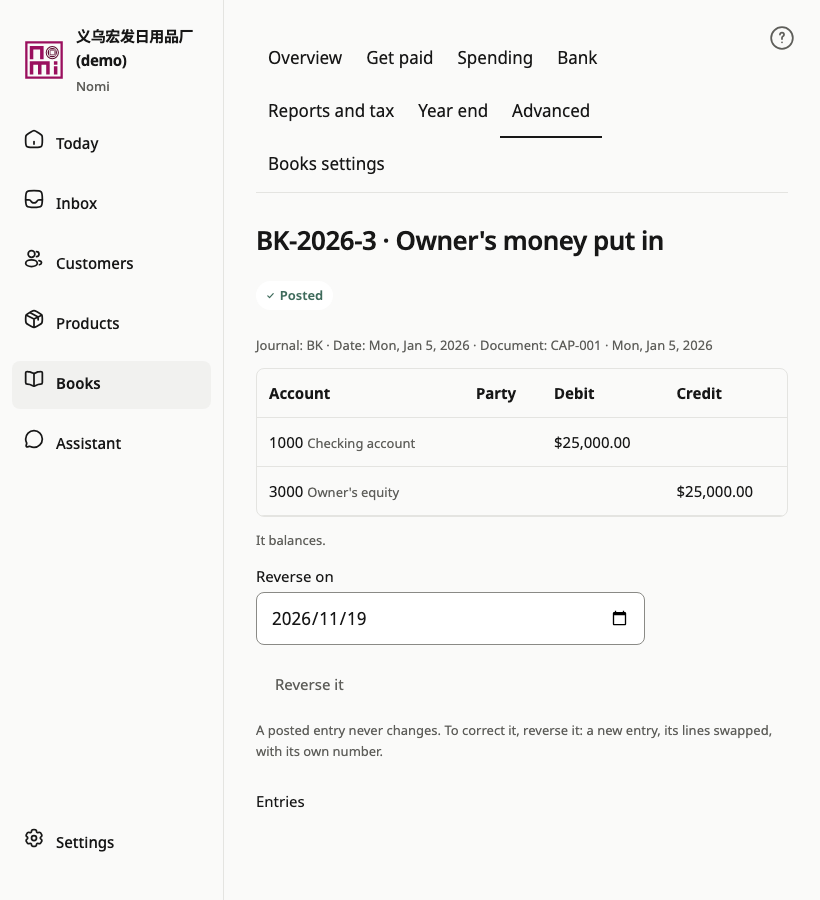 义乌宏发日用品厂
(demo)
Nomi
Today
Inbox
Customers
Products
Books
Assistant
Settings
Overview Get paid Spending Bank
Reports and tax Year end Advanced
Books settings
BK-2026-3 · Owner's money put in
Posted
Journal: BK · Date: Mon, Jan 5, 2026 · Document: CAP-001 · Mon, Jan 5, 2026
Account Party Debit Credit
1000 Checking account $25,000.00
3000 Owner's equity $25,000.00
It balances.
Reverse on
2026/11/19
Reverse it
A posted entry never changes. To correct it, reverse it: a new entry, its lines swapped,
with its own number.
Entries